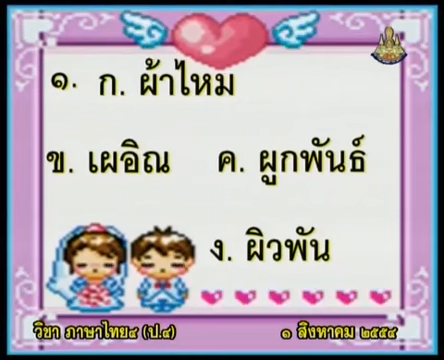 ๑. ก. ผ้าไหม
ข. เผอิณ ค. ผูกพันธ์
ง. ผิวพัน
วิชา ภาษาไทย๔ (ป.๔) ๑ สิงหาคม ๒๕๕๔